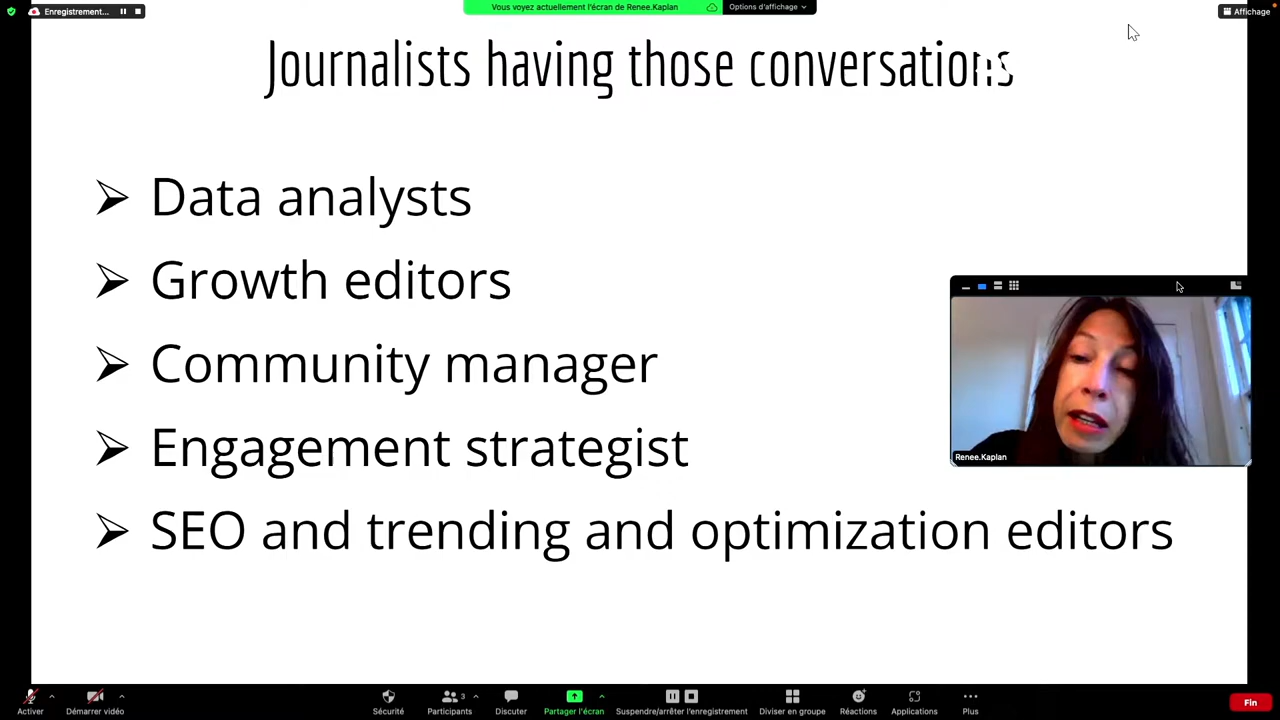 Enregistrement...
Vous voyez actuellement l'écran de Renee.Kaplan
Options d'affichage
Affichage
Journalists having those conversations
Data analysts
Growth editors
Community manager
Engagement strategist
SEO and trending and optimization editors
Renee.Kaplan
Activer
Démarrer vidéo
Sécurité
Participants
3
Discuter
Partager l'écran
Suspendre/arrêter l'enregistrement
Diviser en groupe
Réactions
Applications
Plus
Fin